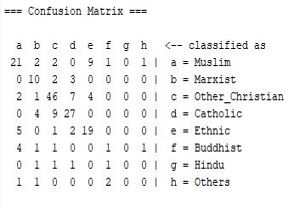 === Confusion Matrix ===
a b c d e f g h <-- classified as
21 2 2 0 9 1 0 1 | a = Muslim
0 10 2 3 0 0 0 0 | b = Marxist
2 1 46 7 4 0 0 0 | c = Other_Christian
0 4 9 27 0 0 0 0 | d = Catholic
5 0 1 2 19 0 0 0 | e = Ethnic
4 1 1 0 0 1 0 1 | f = Buddhist
0 1 1 1 0 1 0 0 | g = Hindu
1 1 0 0 0 2 0 0 | h = Others